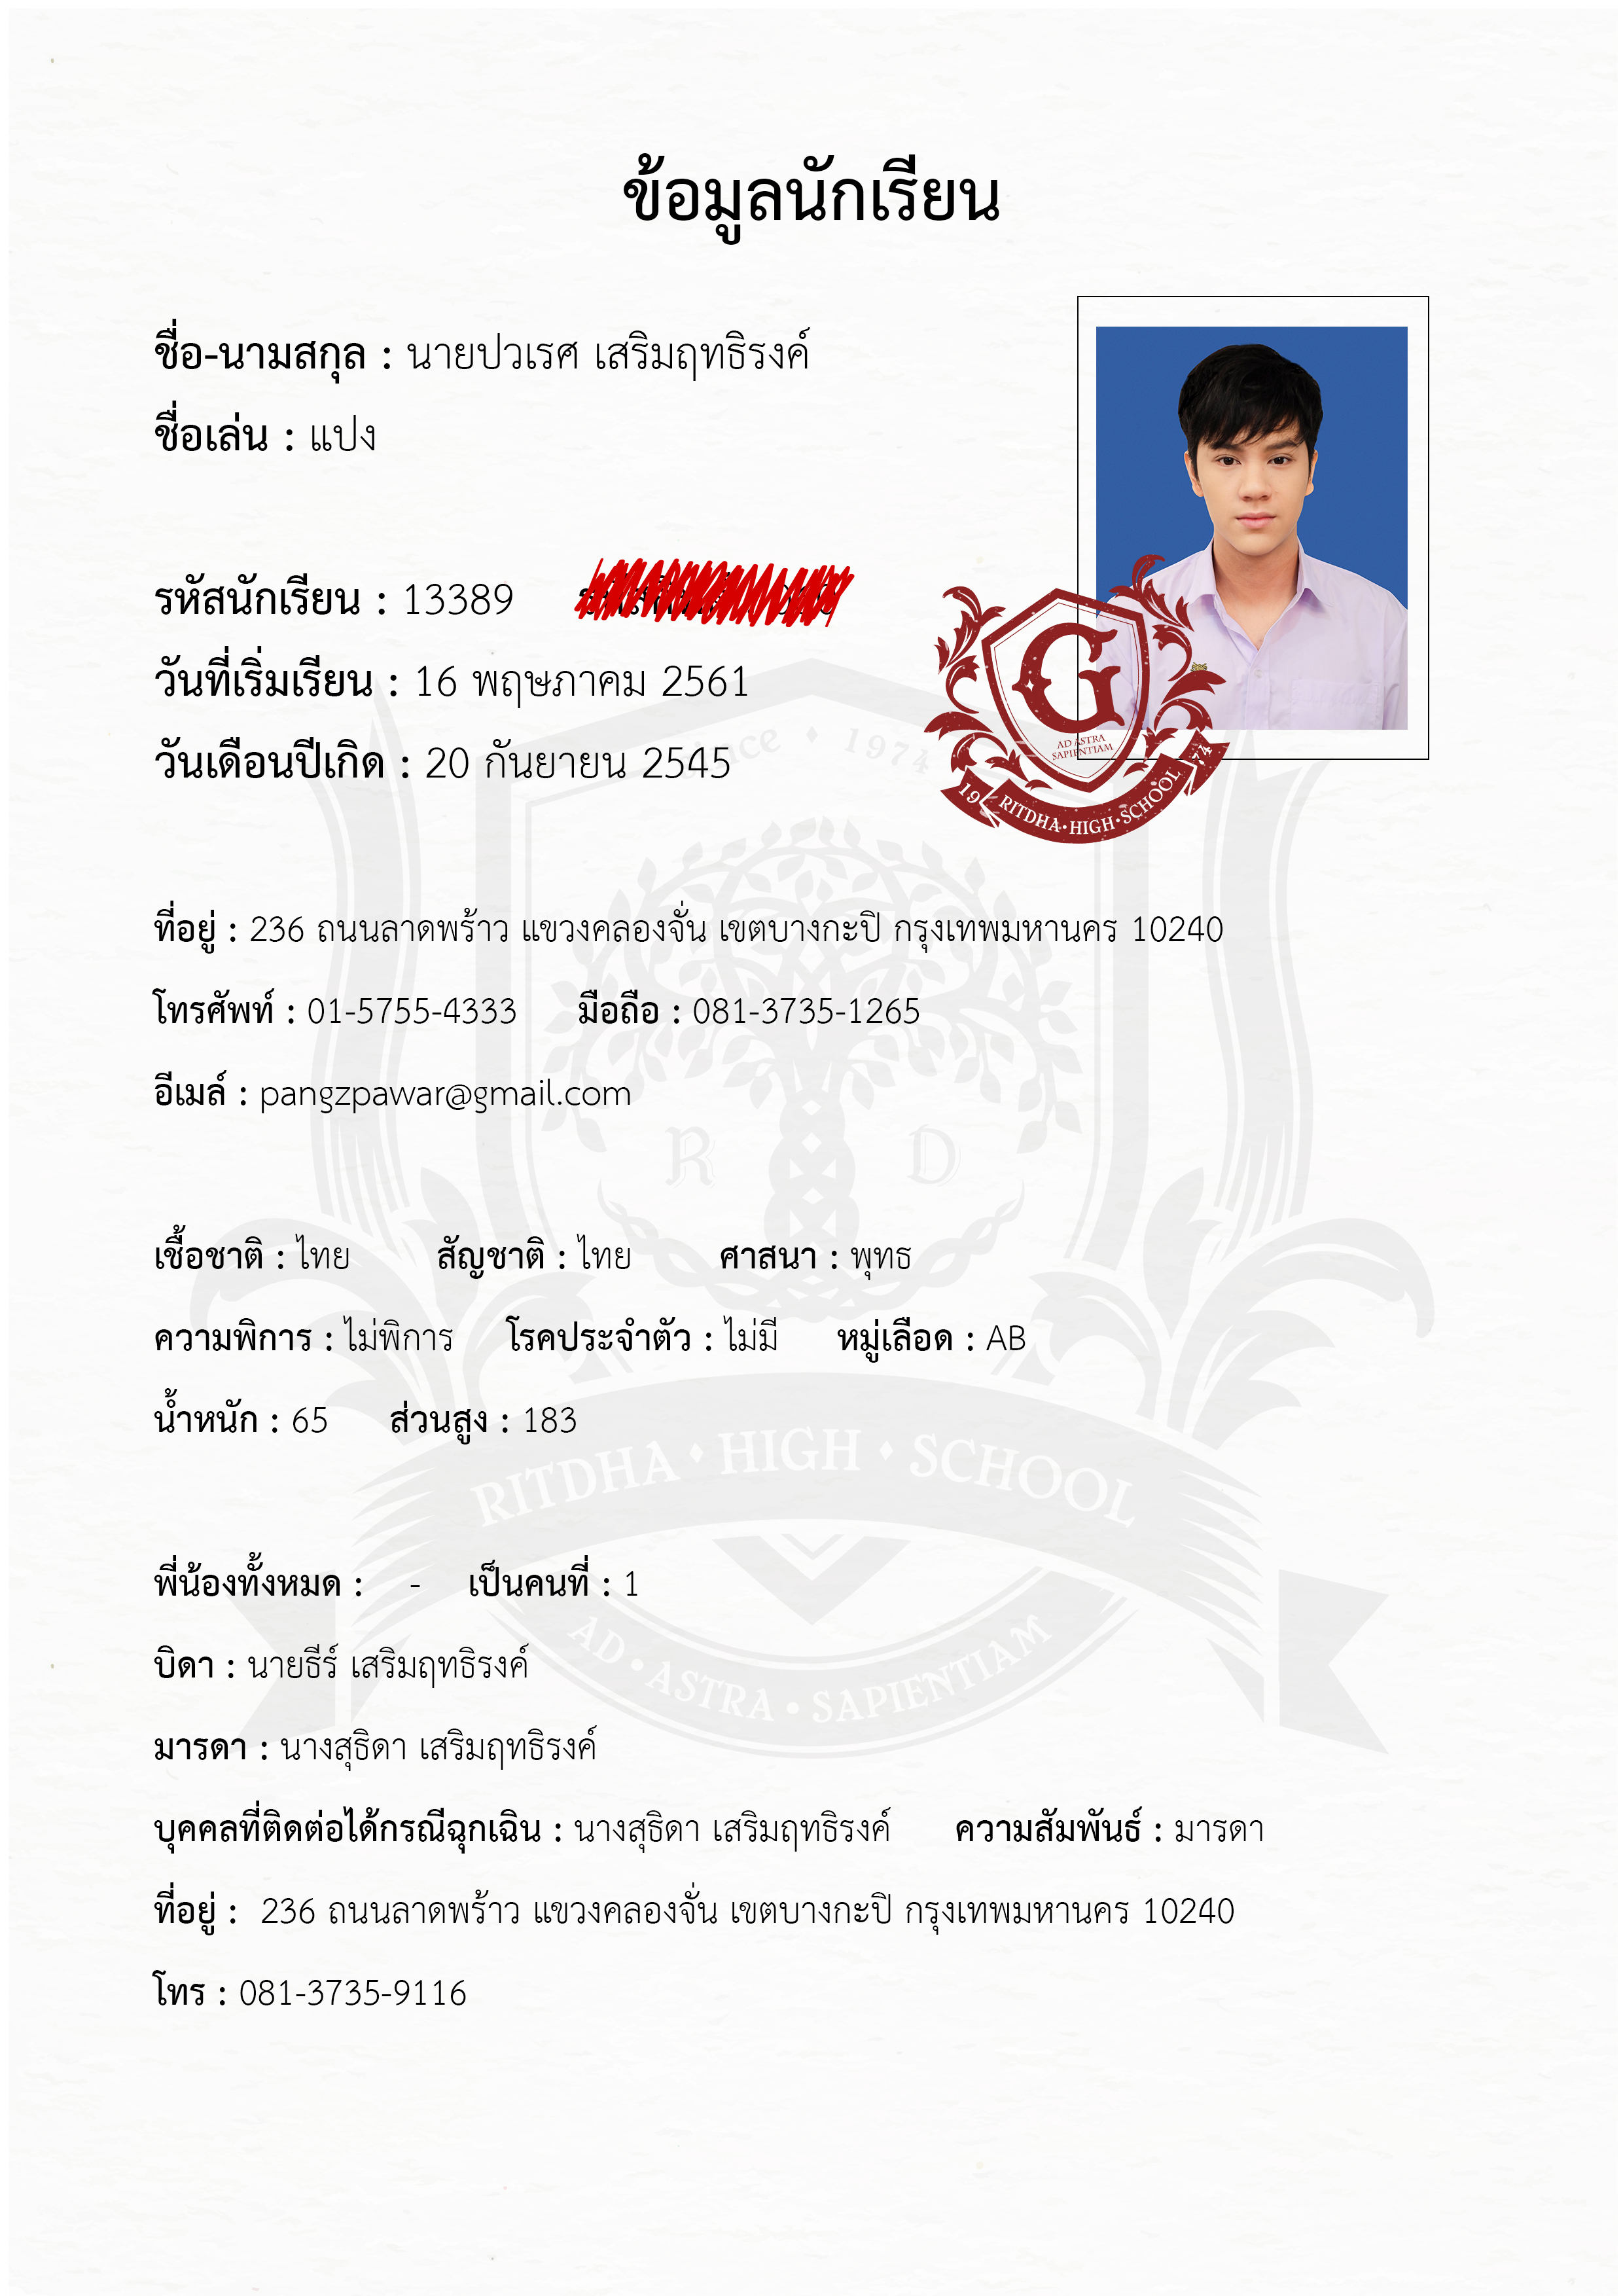 ข้อมูลนักเรียน
ชื่อ-นามสกุล : นายปวเรศ เสริมฤทธิรงค์
ชื่อเล่น : แปง
รหัสนักเรียน : 13389
วันที่เริ่มเรียน : 16 พฤษภาคม 2561
วันเดือนปีเกิด : 20 กันยายน 2545
G
AD ASTRA
SAPIENTIAM
1974
RITDHA • HIGH • SCHOOL
1974
ที่อยู่ : 236 ถนนลาดพร้าว แขวงคลองจั่น เขตบางกะปิ กรุงเทพมหานคร 10240
โทรศัพท์ : 01-5755-4333 มือถือ : 081-3735-1265
อีเมล์ : pangzpawar@gmail.com
R D
เชื้อชาติ : ไทย สัญชาติ : ไทย ศาสนา : พุทธ
ความพิการ : ไม่พิการ โรคประจำตัว : ไม่มี หมู่เลือด : AB
น้ำหนัก : 65 ส่วนสูง : 183
RITDHA • HIGH • SCHOOL
พี่น้องทั้งหมด : - เป็นคนที่ : 1
AD • ASTRA • SAPIENTIAM
บิดา : นายธีร์ เสริมฤทธิรงค์
มารดา : นางสุธิดา เสริมฤทธิรงค์
บุคคลที่ติดต่อได้กรณีฉุกเฉิน : นางสุธิดา เสริมฤทธิรงค์ ความสัมพันธ์ : มารดา
ที่อยู่ : 236 ถนนลาดพร้าว แขวงคลองจั่น เขตบางกะปิ กรุงเทพมหานคร 10240
โทร : 081-3735-9116